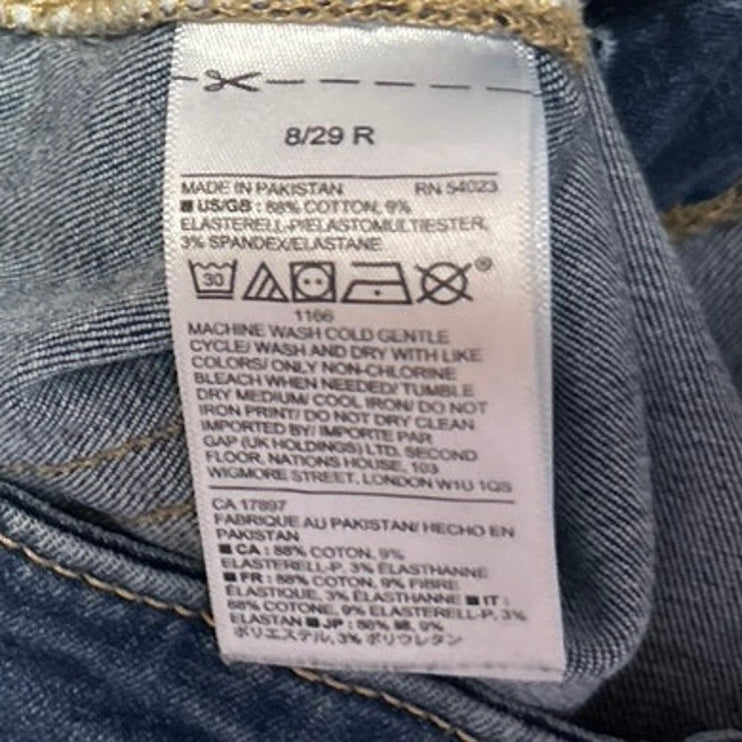 8/29 R
MADE IN PAKISTAN RN 54023
■ US/GB : 88% COTTON, 9%
ELASTERELL-P/ELASTOMULTIESTER,
3% SPANDEX/ELASTANE
30
®
1166
MACHINE WASH COLD GENTLE
CYCLE/ WASH AND DRY WITH LIKE
COLORS/ ONLY NON-CHLORINE
BLEACH WHEN NEEDED/ TUMBLE
DRY MEDIUM/ COOL IRON/ DO NOT
IRON PRINT/ DO NOT DRY CLEAN
IMPORTED BY/ IMPORTE PAR
GAP (UK HOLDINGS) LTD, SECOND
FLOOR, NATIONS HOUSE, 103
WIGMORE STREET, LONDON W1U 1QS
CA 17897
FABRIQUE AU PAKISTAN/ HECHO EN
PAKISTAN
■ CA : 88% COTON, 9%
ELASTERELL-P, 3% ELASTHANNE
■ FR : 88% COTON, 9% FIBRE
ÉLASTIQUE, 3% ÉLASTHANNE ■ IT :
88% COTONE, 9% ELASTERELL-P, 3%
ELASTAN ■ JP : 88% 綿, 9%
ポリエステル, 3% ポリウレタン